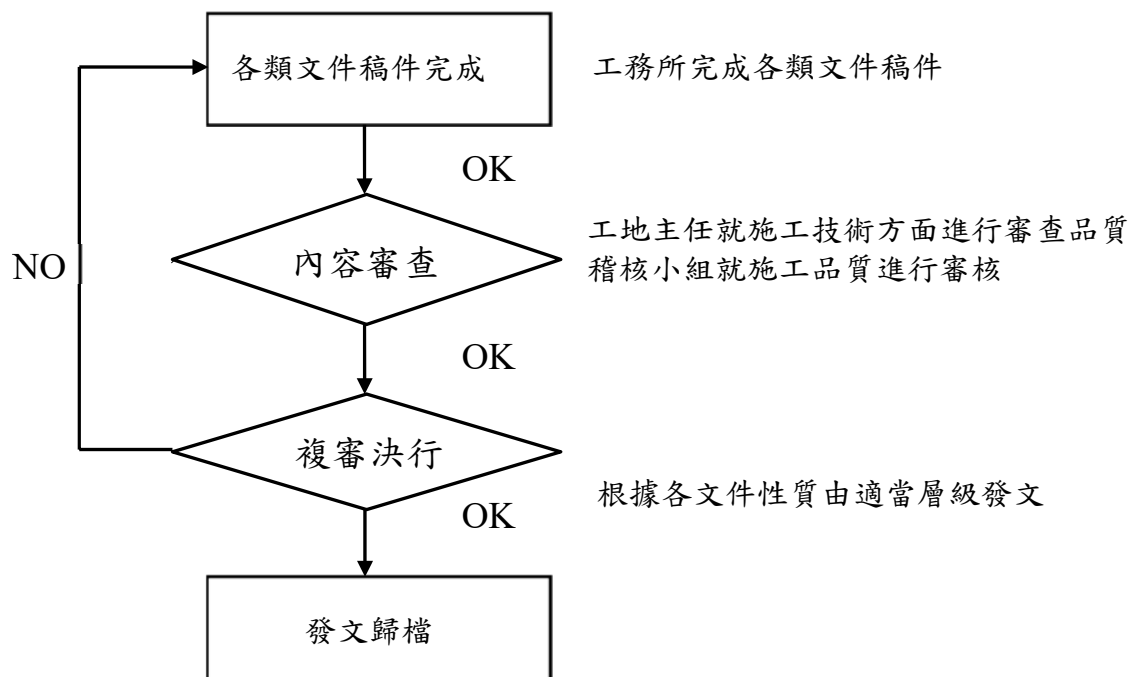 各類文件稿件完成
工務所完成各類文件稿件
OK
內容審查
工地主任就施工技術方面進行審查品質
稽核小組就施工品質進行審核
NO
OK
複審決行
根據各文件性質由適當層級發文
OK
發文歸檔